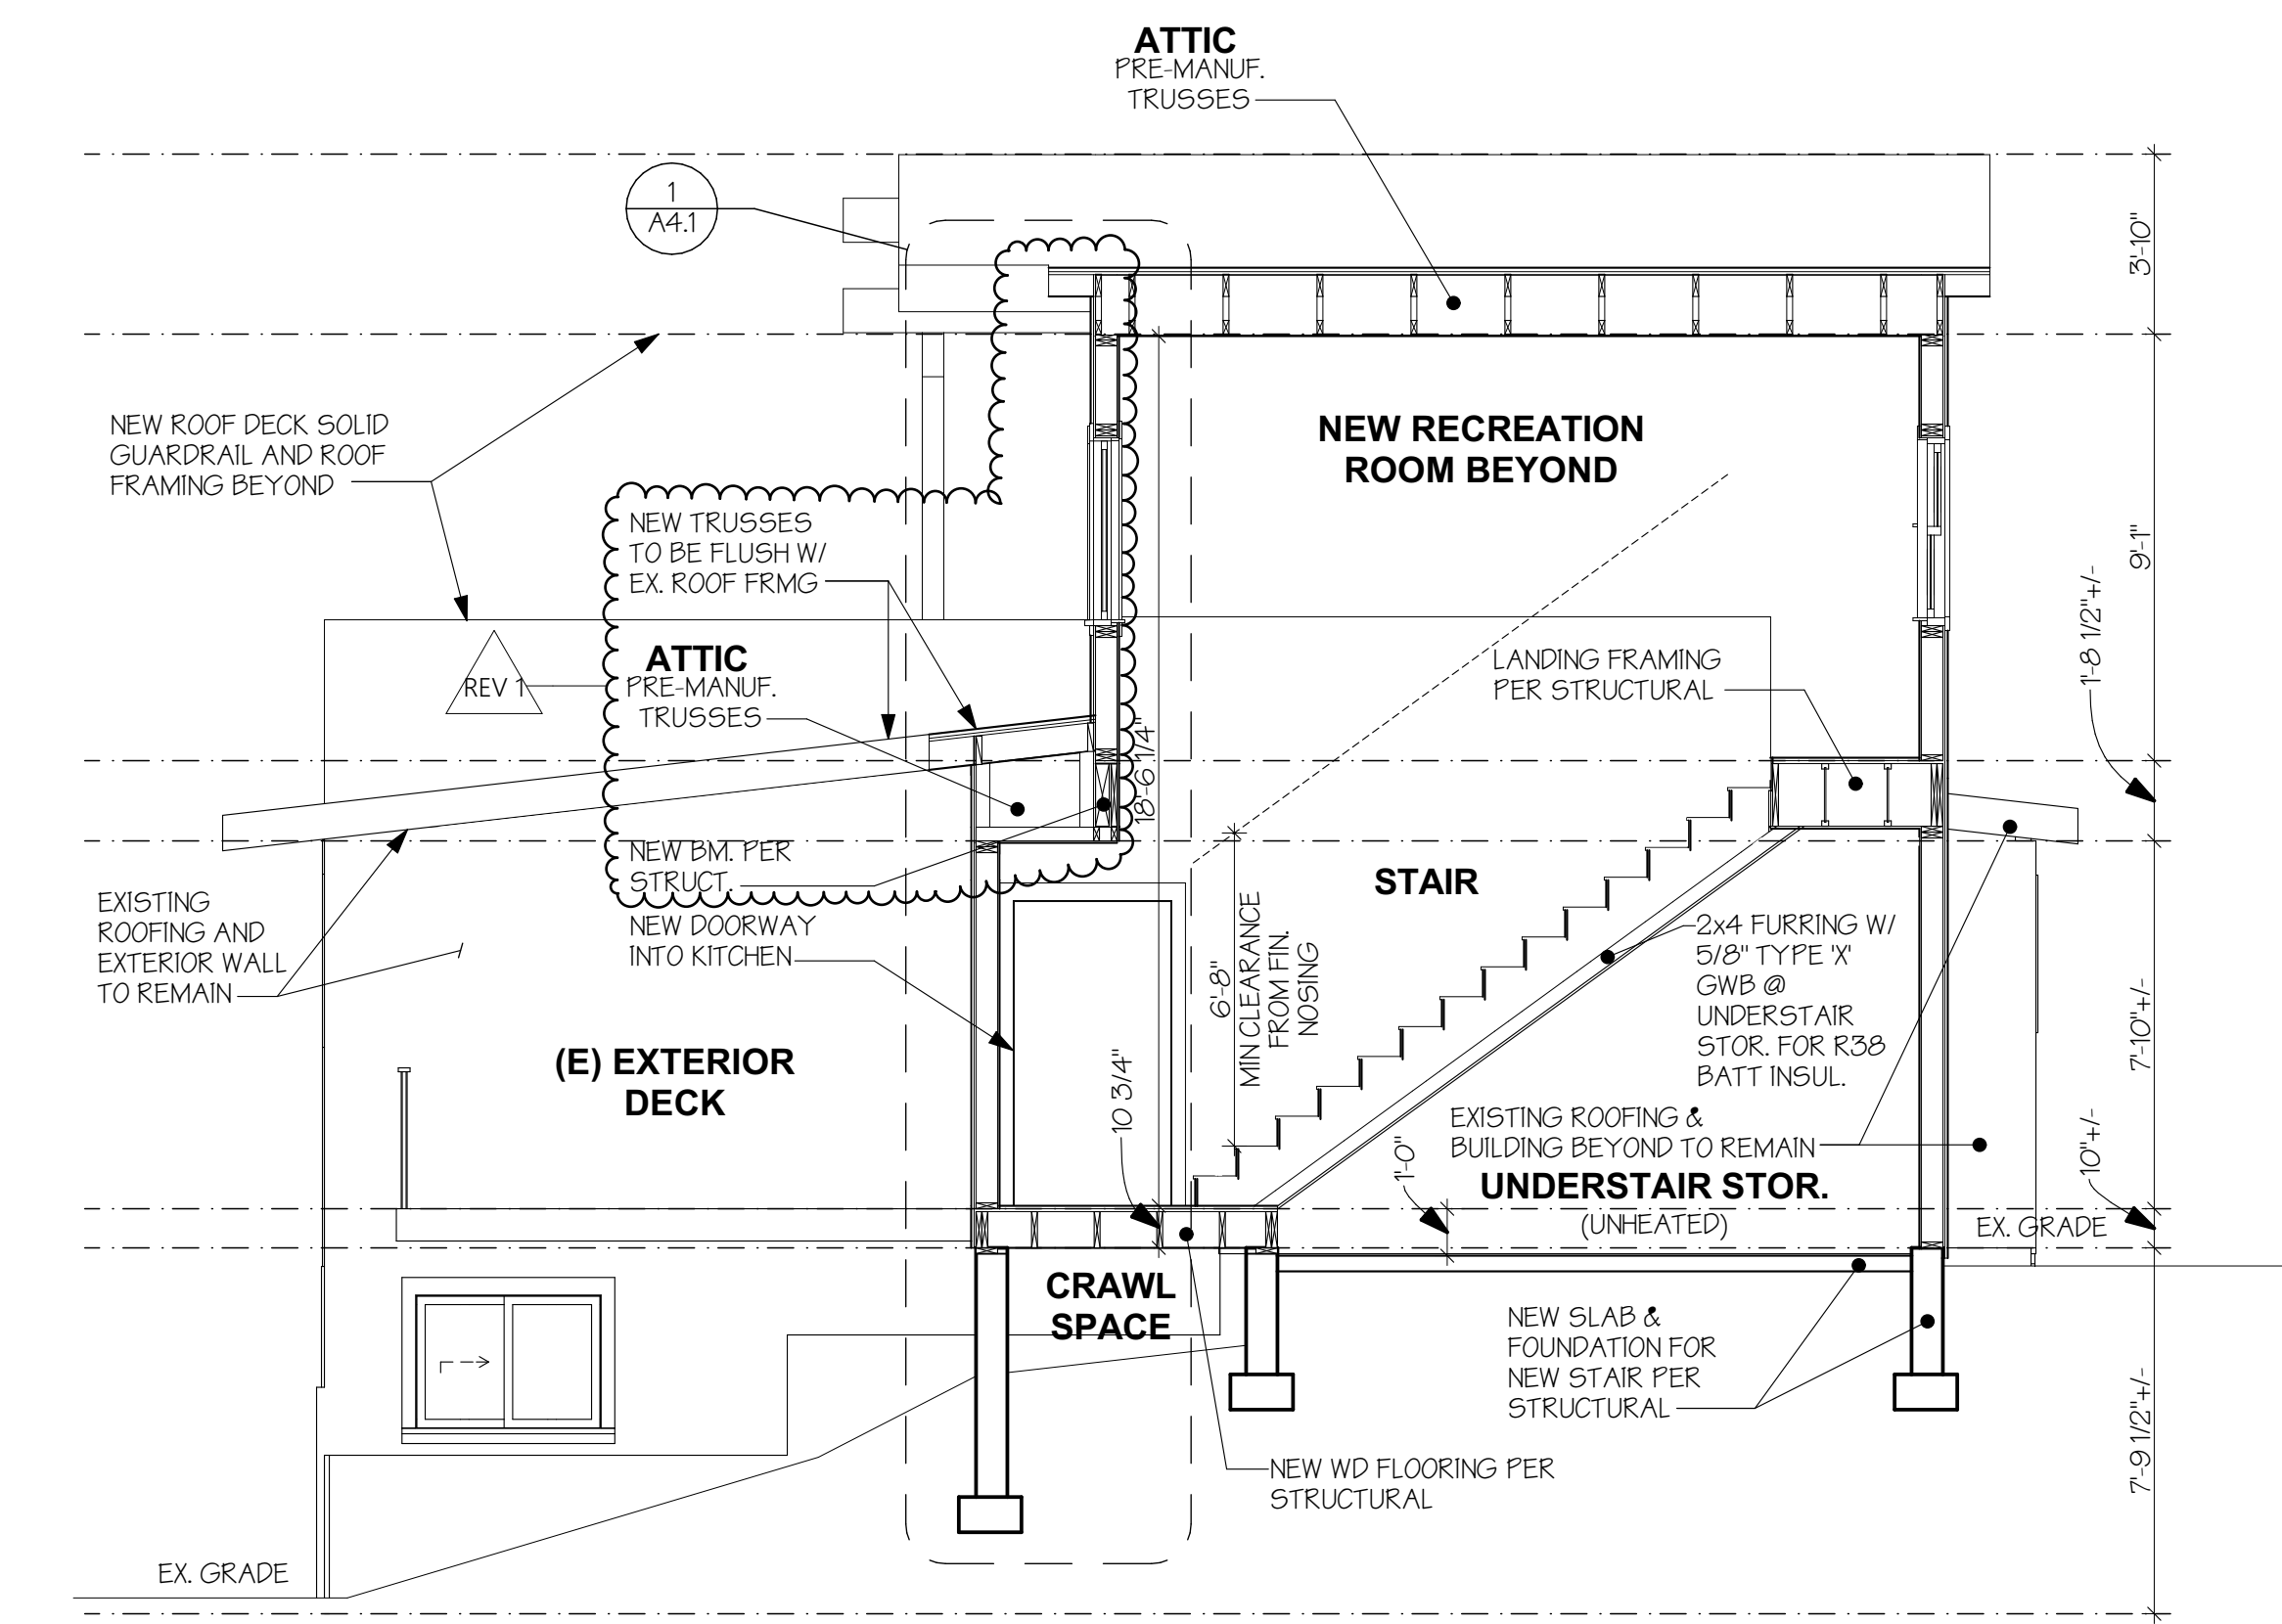 ATTIC
PRE-MANUF.
TRUSSES
1
A4.1
3'-10"
NEW ROOF DECK SOLID
GUARDRAIL AND ROOF
FRAMING BEYOND
NEW RECREATION
ROOM BEYOND
9'-1"
NEW TRUSSES
TO BE FLUSH W/
EX. ROOF FRMG
1'-8 1/2"+/-
REV 1
ATTIC
PRE-MANUF.
TRUSSES
LANDING FRAMING
PER STRUCTURAL
18'-6 1/4"
NEW BM. PER
STRUCT.
STAIR
EXISTING
ROOFING AND
EXTERIOR WALL
TO REMAIN
NEW DOORWAY
INTO KITCHEN
6'-8"
MIN CLEARANCE
FROM FIN.
NOSING
2x4 FURRING W/
5/8" TYPE 'X'
GWB @
UNDERSTAIR
STOR. FOR R38
BATT INSUL.
7'-10"+/-
(E) EXTERIOR
DECK
10 3/4"
EXISTING ROOFING &
BUILDING BEYOND TO REMAIN
1'-0"
10"+/-
UNDERSTAIR STOR.
(UNHEATED)
EX. GRADE
CRAWL
SPACE
NEW SLAB &
FOUNDATION FOR
NEW STAIR PER
STRUCTURAL
7'-9 1/2"+/-
NEW WD FLOORING PER
STRUCTURAL
EX. GRADE